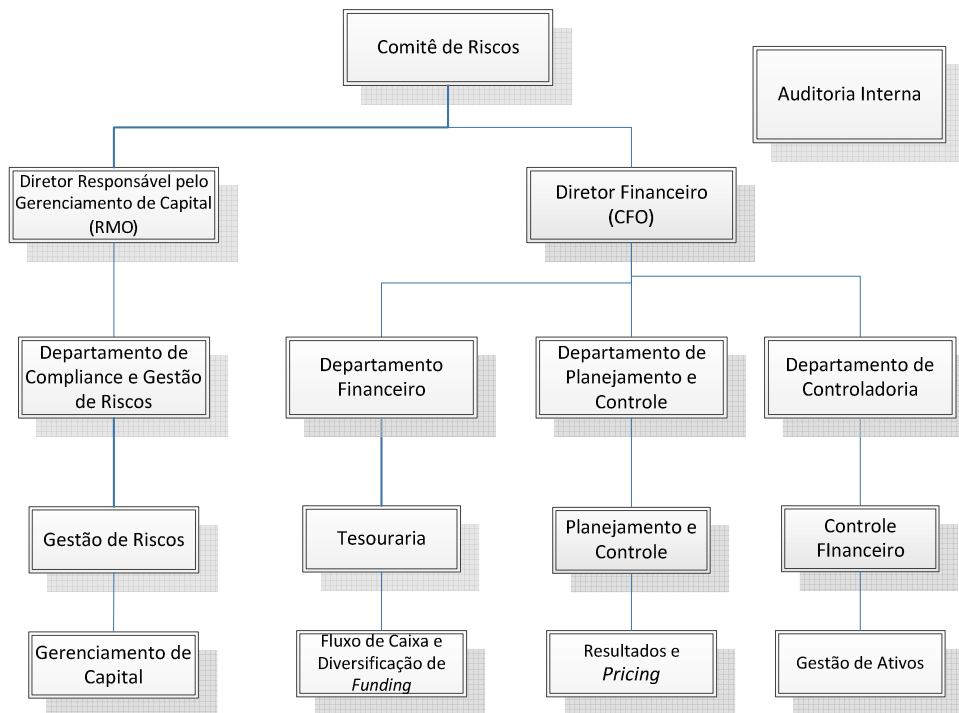 Comitê de Riscos
Auditoria Interna
Diretor Responsável pelo
Gerenciamento de Capital
(RMO)
Diretor Financeiro
(CFO)
Departamento de
Compliance e Gestão
de Riscos
Departamento
Financeiro
Departamento de
Planejamento e
Controle
Departamento de
Controladoria
Gestão de Riscos
Tesouraria
Planejamento e
Controle
Controle
FInanceiro
Gerenciamento de
Capital
Fluxo de Caixa e
Diversificação de
Funding
Resultados e
Pricing
Gestão de Ativos